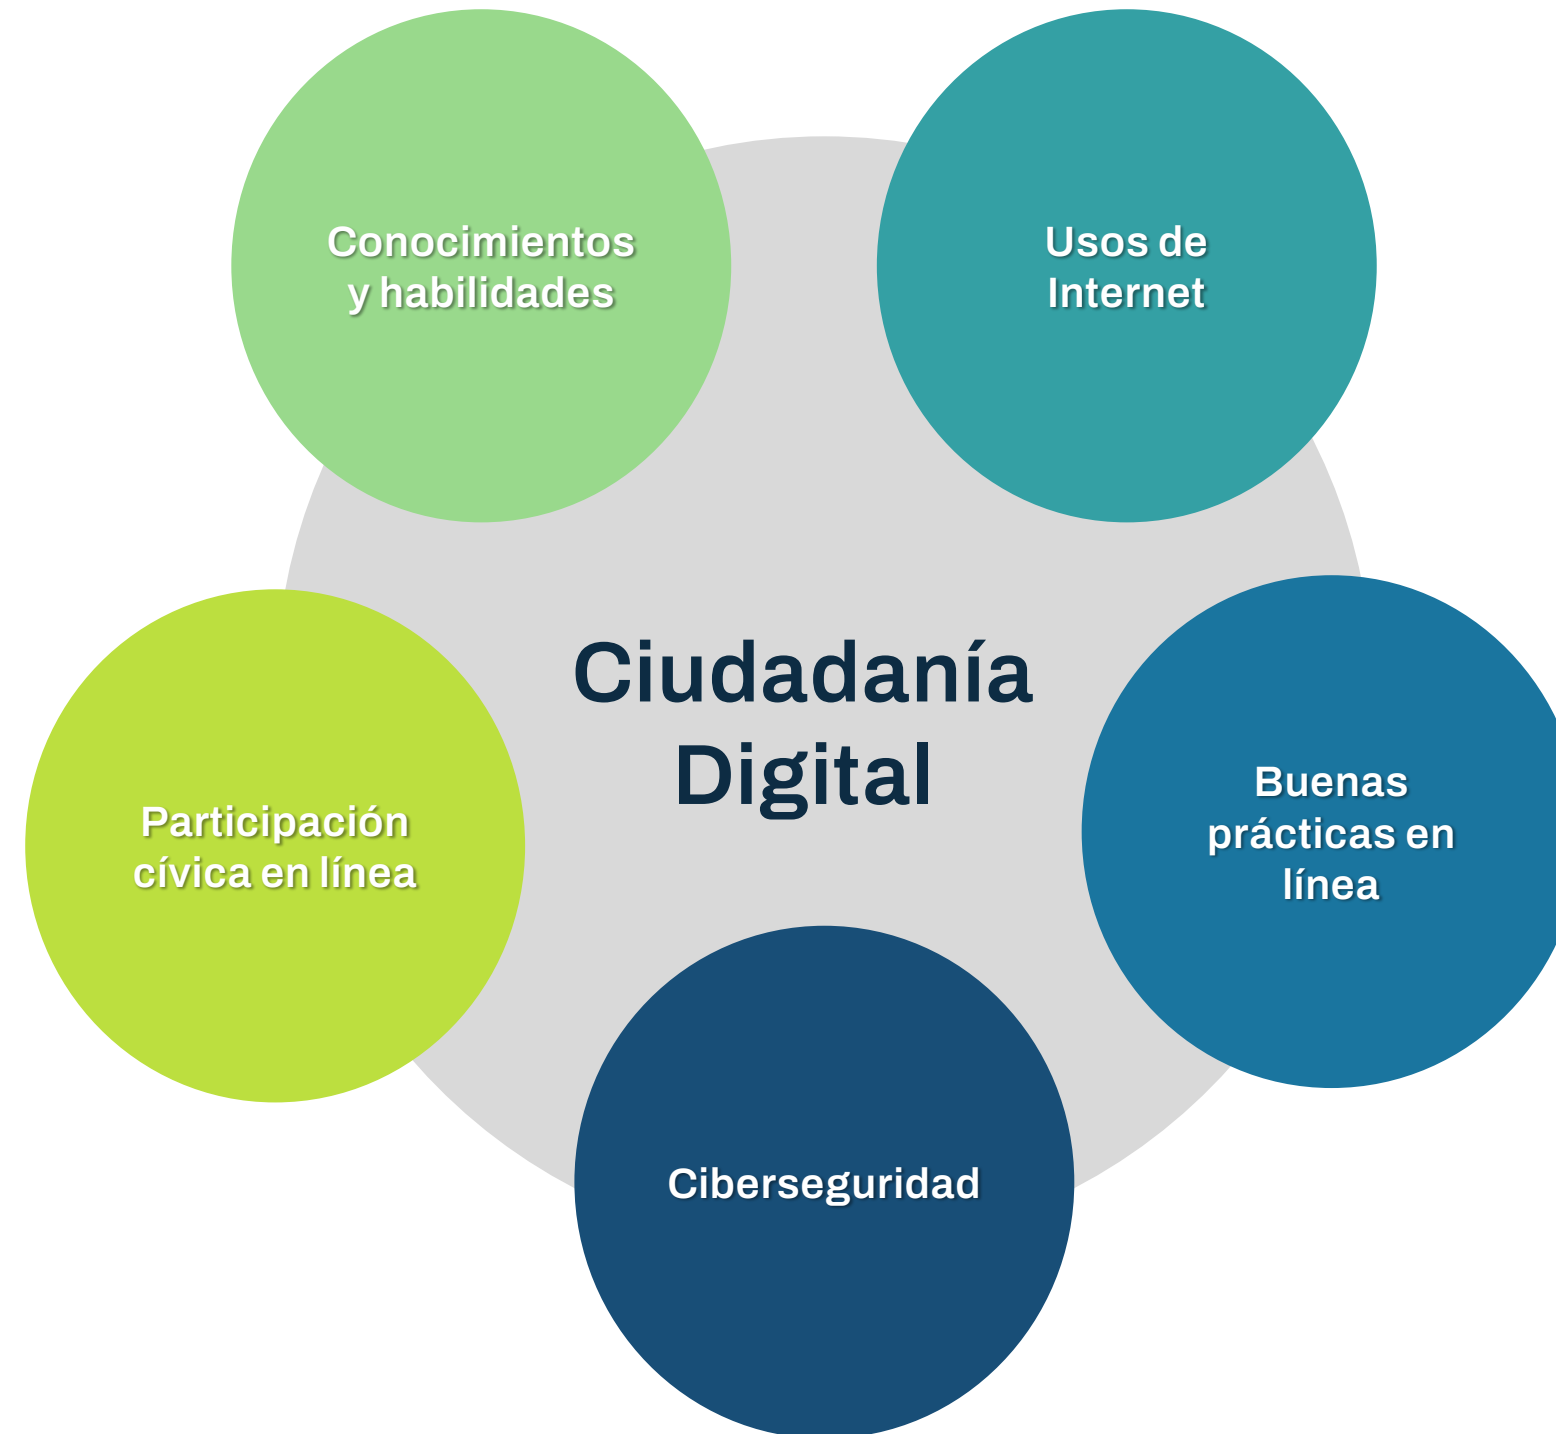 Conocimientos
y habilidades
Usos de
Internet
Ciudadanía
Digital
Participación
cívica en línea
Buenas
prácticas en
línea
Ciberseguridad